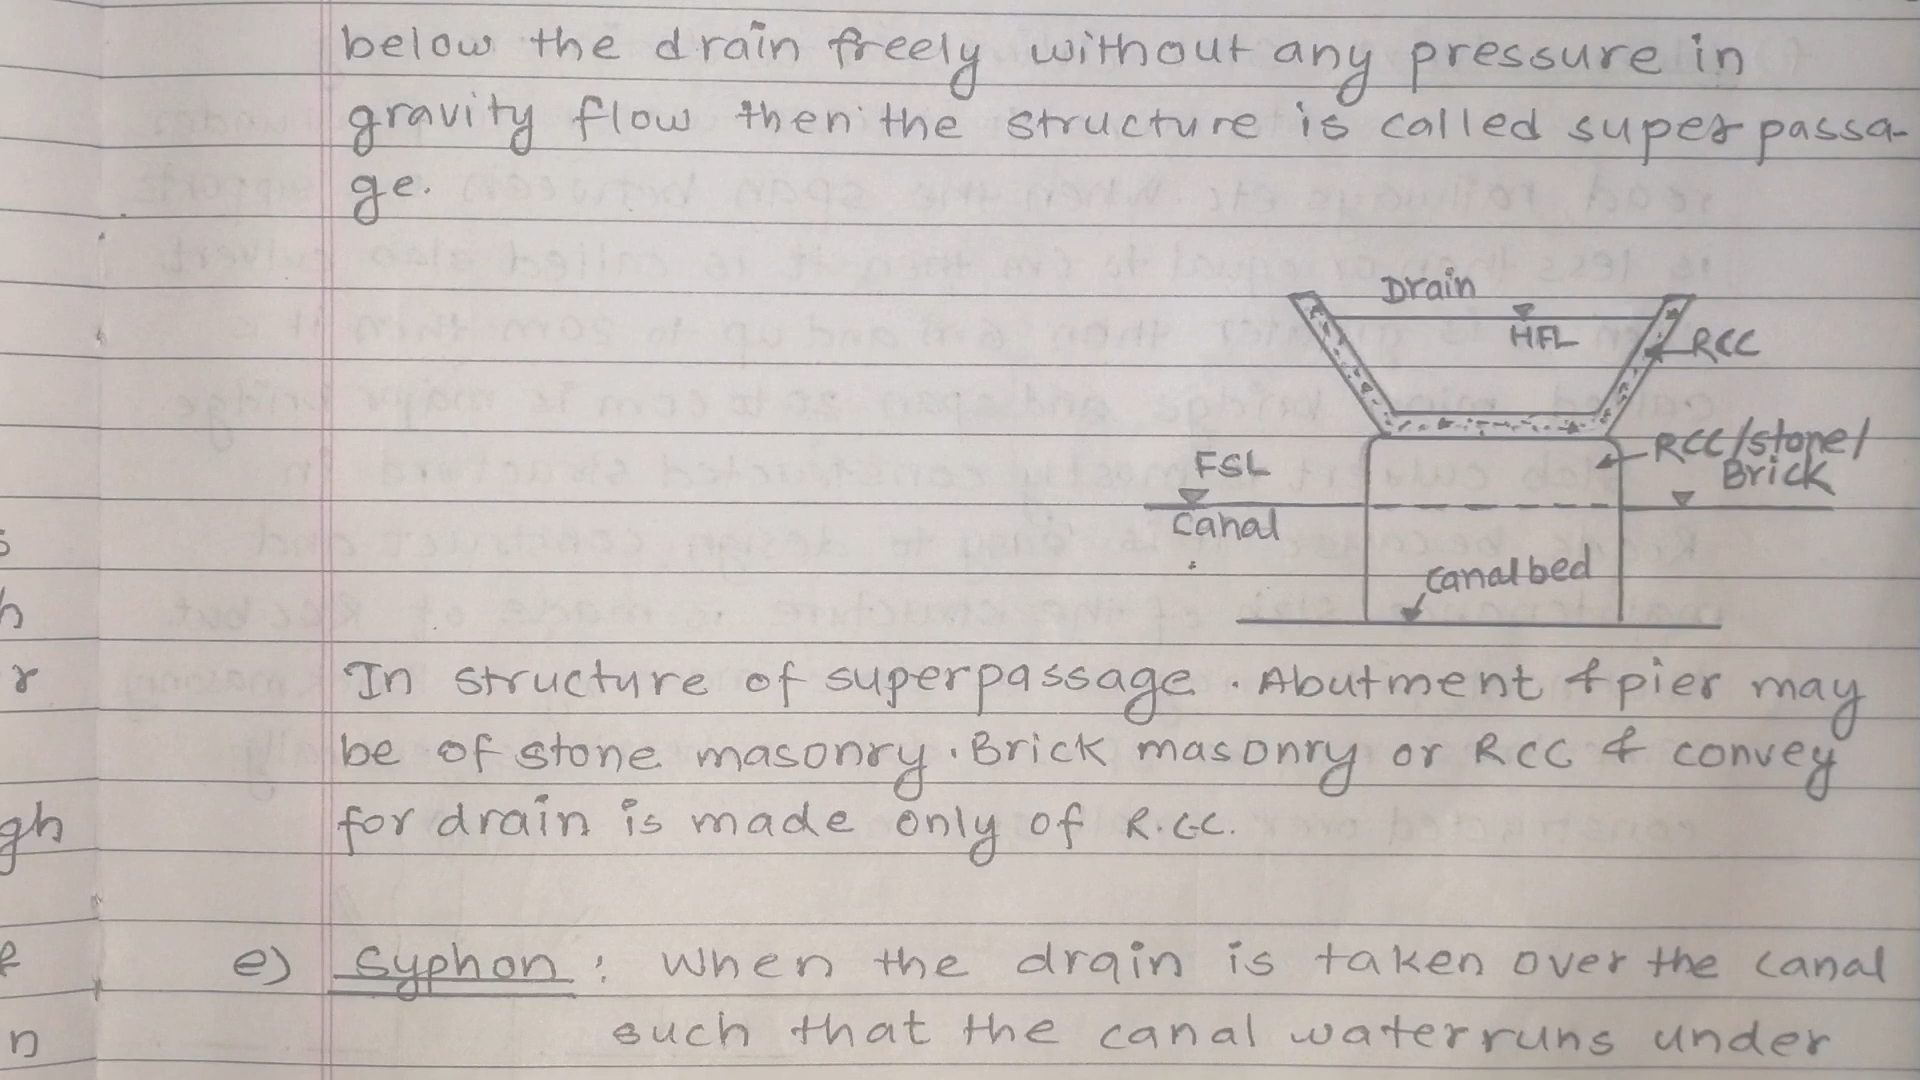 below the drain freely without any pressure in
gravity flow then the structure is called super passa-
ge.
Drain
HFL
RCC
RCC/stone/
Brick
FSL
Canal
Canal bed
In structure of superpassage. Abutment & pier may
be of stone masonry. Brick masonry or RCC & convey
for drain is made only of R.C.C.
e) Syphon: When the drain is taken over the canal
such that the canal water runs under